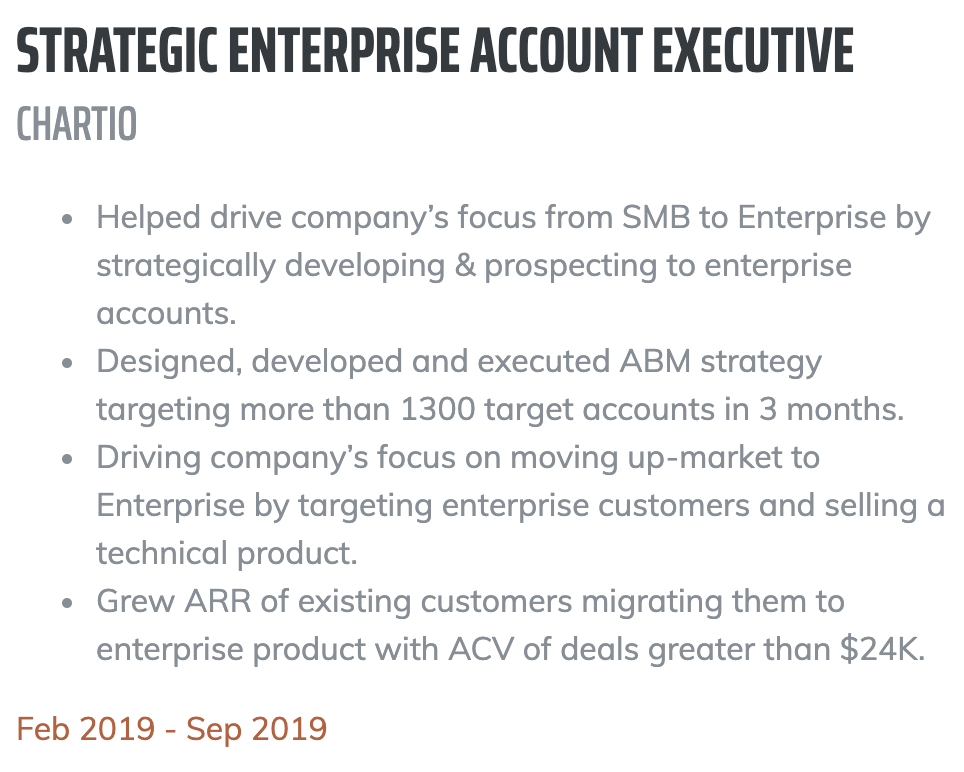 STRATEGIC ENTERPRISE ACCOUNT EXECUTIVE
CHARTIO
• Helped drive company’s focus from SMB to Enterprise by
strategically developing & prospecting to enterprise
accounts.
• Designed, developed and executed ABM strategy
targeting more than 1300 target accounts in 3 months.
• Driving company’s focus on moving up-market to
Enterprise by targeting enterprise customers and selling a
technical product.
• Grew ARR of existing customers migrating them to
enterprise product with ACV of deals greater than $24K.
Feb 2019 - Sep 2019